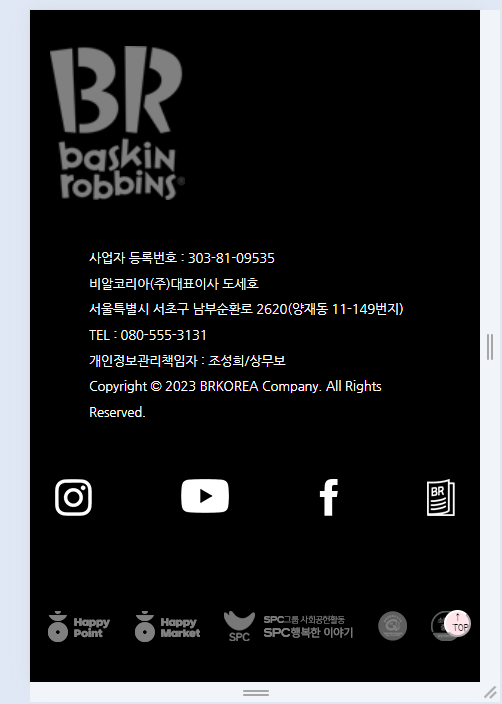 BR
baskin
robbins®
사업자 등록번호 : 303-81-09535
비알코리아(주)대표이사 도세호
서울특별시 서초구 남부순환로 2620(양재동 11-149번지)
TEL : 080-555-3131
개인정보관리책임자 : 조성희/상무보
Copyright © 2023 BRKOREA Company. All Rights
Reserved.
BR
Happy
Point
Happy
Market
SPC
SPC그룹 사회공헌활동
SPC행복한 이야기
↑
TOP